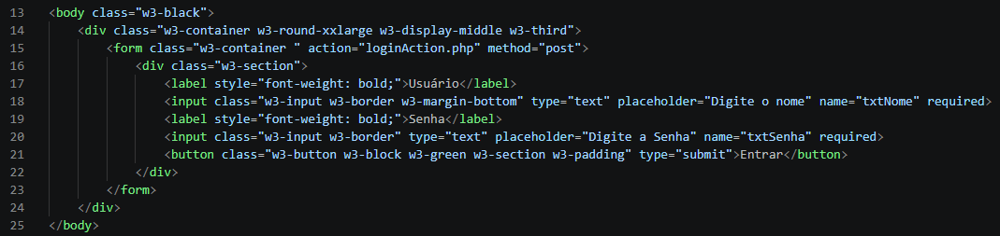 13 <body class="w3-black">
14 <div class="w3-container w3-round-xxlarge w3-display-middle w3-third">
15 <form class="w3-container " action="loginAction.php" method="post">
16 <div class="w3-section">
17 <label style="font-weight: bold;">Usuário</label>
18 <input class="w3-input w3-border w3-margin-bottom" type="text" placeholder="Digite o nome" name="txtNome" required>
19 <label style="font-weight: bold;">Senha</label>
20 <input class="w3-input w3-border" type="text" placeholder="Digite a Senha" name="txtSenha" required>
21 <button class="w3-button w3-block w3-green w3-section w3-padding" type="submit">Entrar</button>
22 </div>
23 </form>
24 </div>
25 </body>